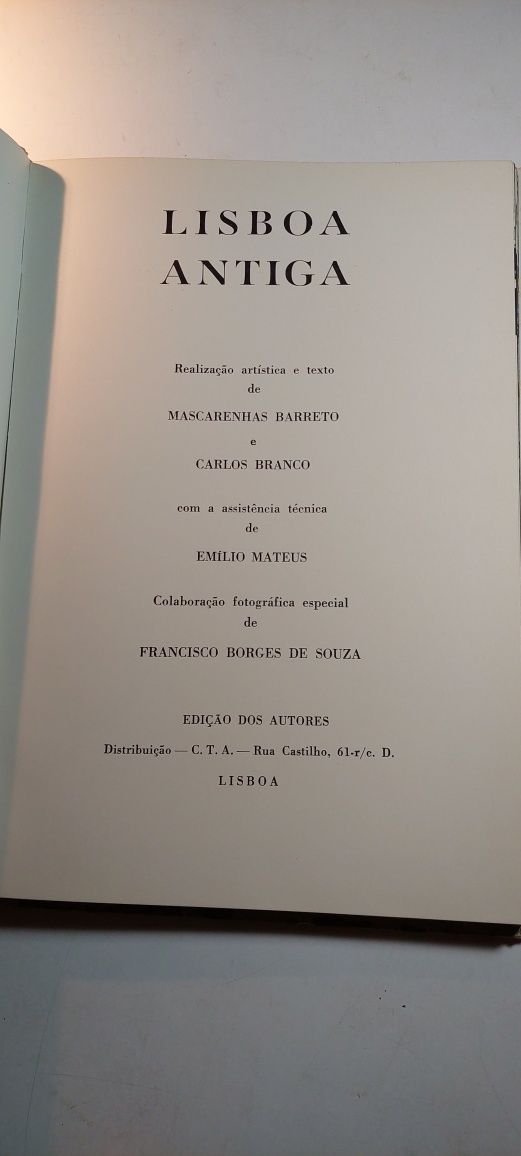 LISBOA
ANTIGA
Realização artística e texto
de
MASCARENHAS BARRETO
e
CARLOS BRANCO
com a assistência técnica
de
EMÍLIO MATEUS
Colaboração fotográfica especial
de
FRANCISCO BORGES DE SOUZA
EDIÇÃO DOS AUTORES
Distribuição — C. T. A. — Rua Castilho, 61-r/c. D.
LISBOA